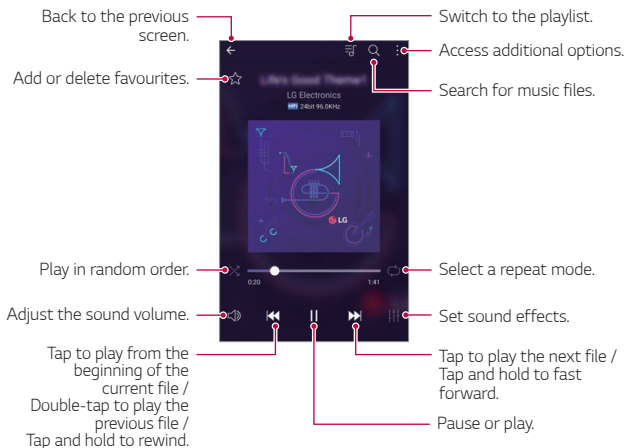 Back to the previous
screen.
Switch to the playlist.
Access additional options.
Add or delete favourites.
Search for music files.
Life's Good Theme1
LG Electronics
24bit 96.0KHz
LG
Play in random order.
Select a repeat mode.
0:20
1:41
Adjust the sound volume.
Set sound effects.
Tap to play from the
beginning of the
current file /
Double-tap to play the
previous file /
Tap and hold to rewind.
Tap to play the next file /
Tap and hold to fast
forward.
Pause or play.